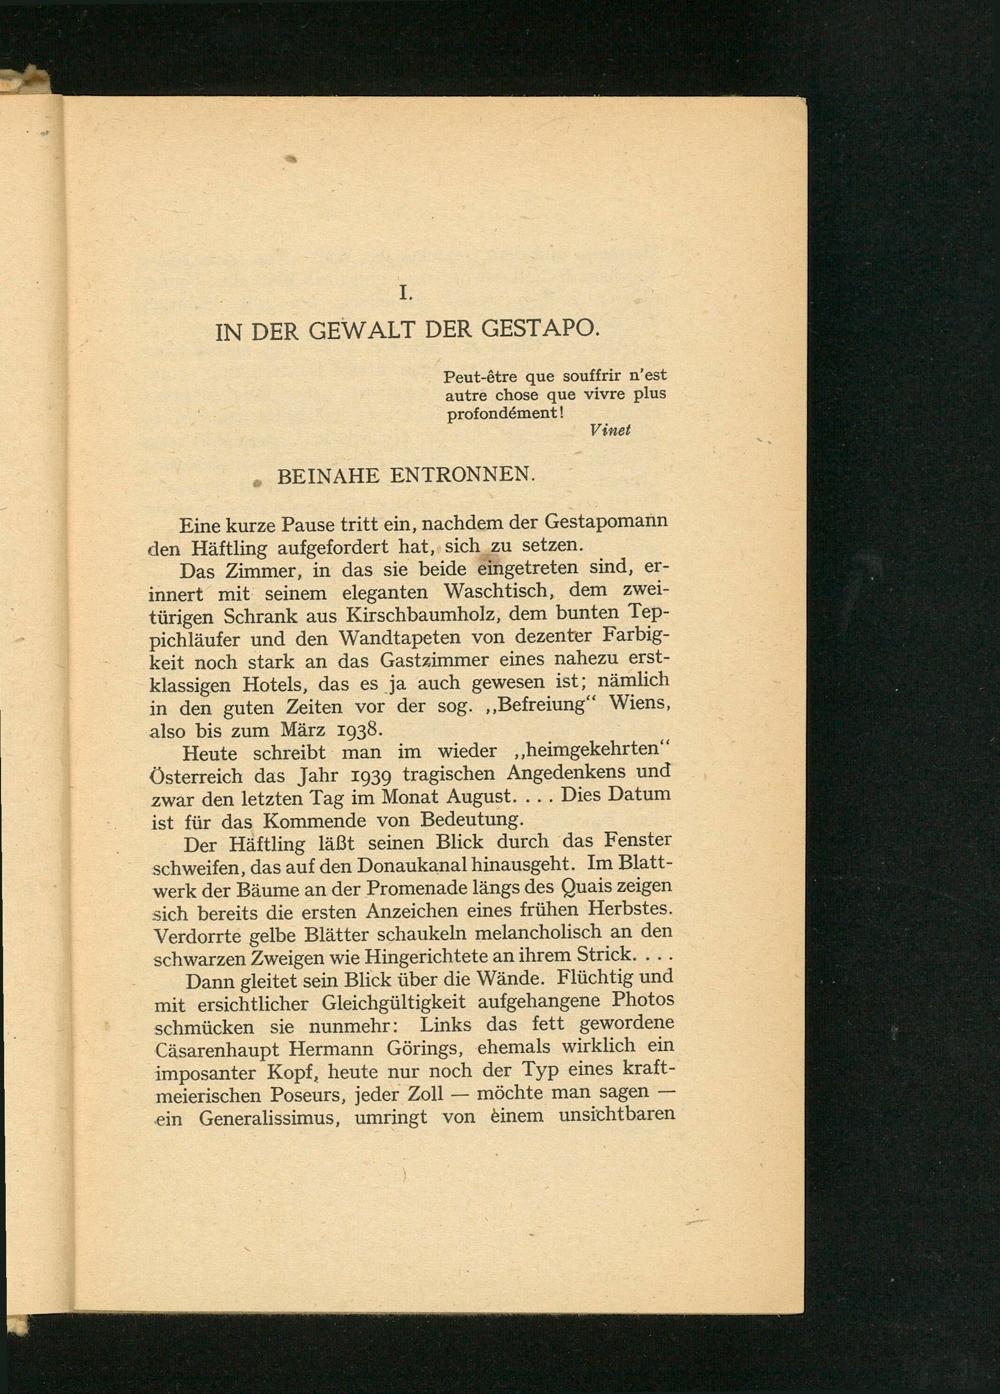 I.
IN DER GEWALT DER GESTAPO.
Peut-être que souffrir n'est
autre chose que vivre plus
profondément!
Vinet
BEINAHE ENTRONNEN.
Eine kurze Pause tritt ein, nachdem der Gestapomann
den Häftling aufgefordert hat, sich zu setzen.
Das Zimmer, in das sie beide eingetreten sind, er-
innert mit seinem eleganten Waschtisch, dem zwei-
türigen Schrank aus Kirschbaumholz, dem bunten Tep-
pichläufer und den Wandtapeten von dezenter Farbig-
keit noch stark an das Gastzimmer eines nahezu erst-
klassigen Hotels, das es ja auch gewesen ist; nämlich
in den guten Zeiten vor der sog. „Befreiung“ Wiens,
also bis zum März 1938.
Heute schreibt man im wieder „heimgekehrten“
Österreich das Jahr 1939 tragischen Angedenkens und
zwar den letzten Tag im Monat August. . . . Dies Datum
ist für das Kommende von Bedeutung.
Der Häftling läßt seinen Blick durch das Fenster
schweifen, das auf den Donaukanal hinausgeht. Im Blatt-
werk der Bäume an der Promenade längs des Quais zeigen
sich bereits die ersten Anzeichen eines frühen Herbstes.
Verdorrte gelbe Blätter schaukeln melancholisch an den
schwarzen Zweigen wie Hingerichtete an ihrem Strick. . . .
Dann gleitet sein Blick über die Wände. Flüchtig und
mit ersichtlicher Gleichgültigkeit aufgehangene Photos
schmücken sie nunmehr: Links das fett gewordene
Cäsarenhaupt Hermann Görings, ehemals wirklich ein
imposanter Kopf, heute nur noch der Typ eines kraft-
meierischen Poseurs, jeder Zoll — möchte man sagen —
ein Generalissimus, umringt von einem unsichtbaren